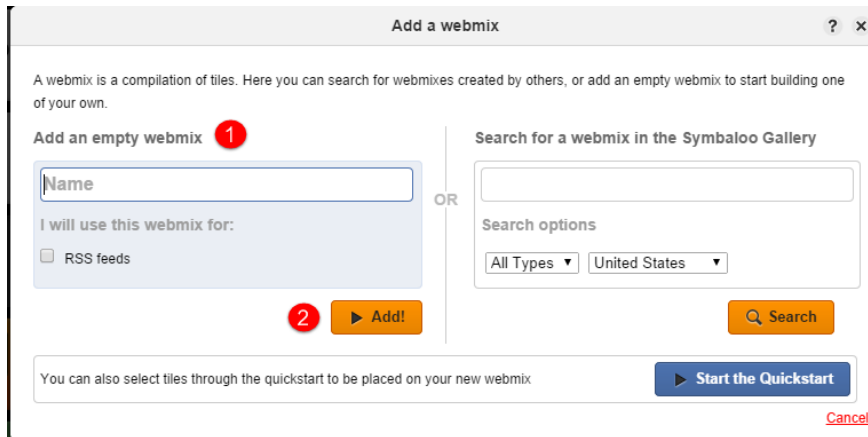 Add a webmix ? x
A webmix is a compilation of tiles. Here you can search for webmixes created by others, or add an empty webmix to start building one
of your own.
Add an empty webmix 1
Name
I will use this webmix for:
RSS feeds
2 Add!
OR
Search for a webmix in the Symbaloo Gallery
Search options
All Types United States
Search
You can also select tiles through the quickstart to be placed on your new webmix
Start the Quickstart
Cancel